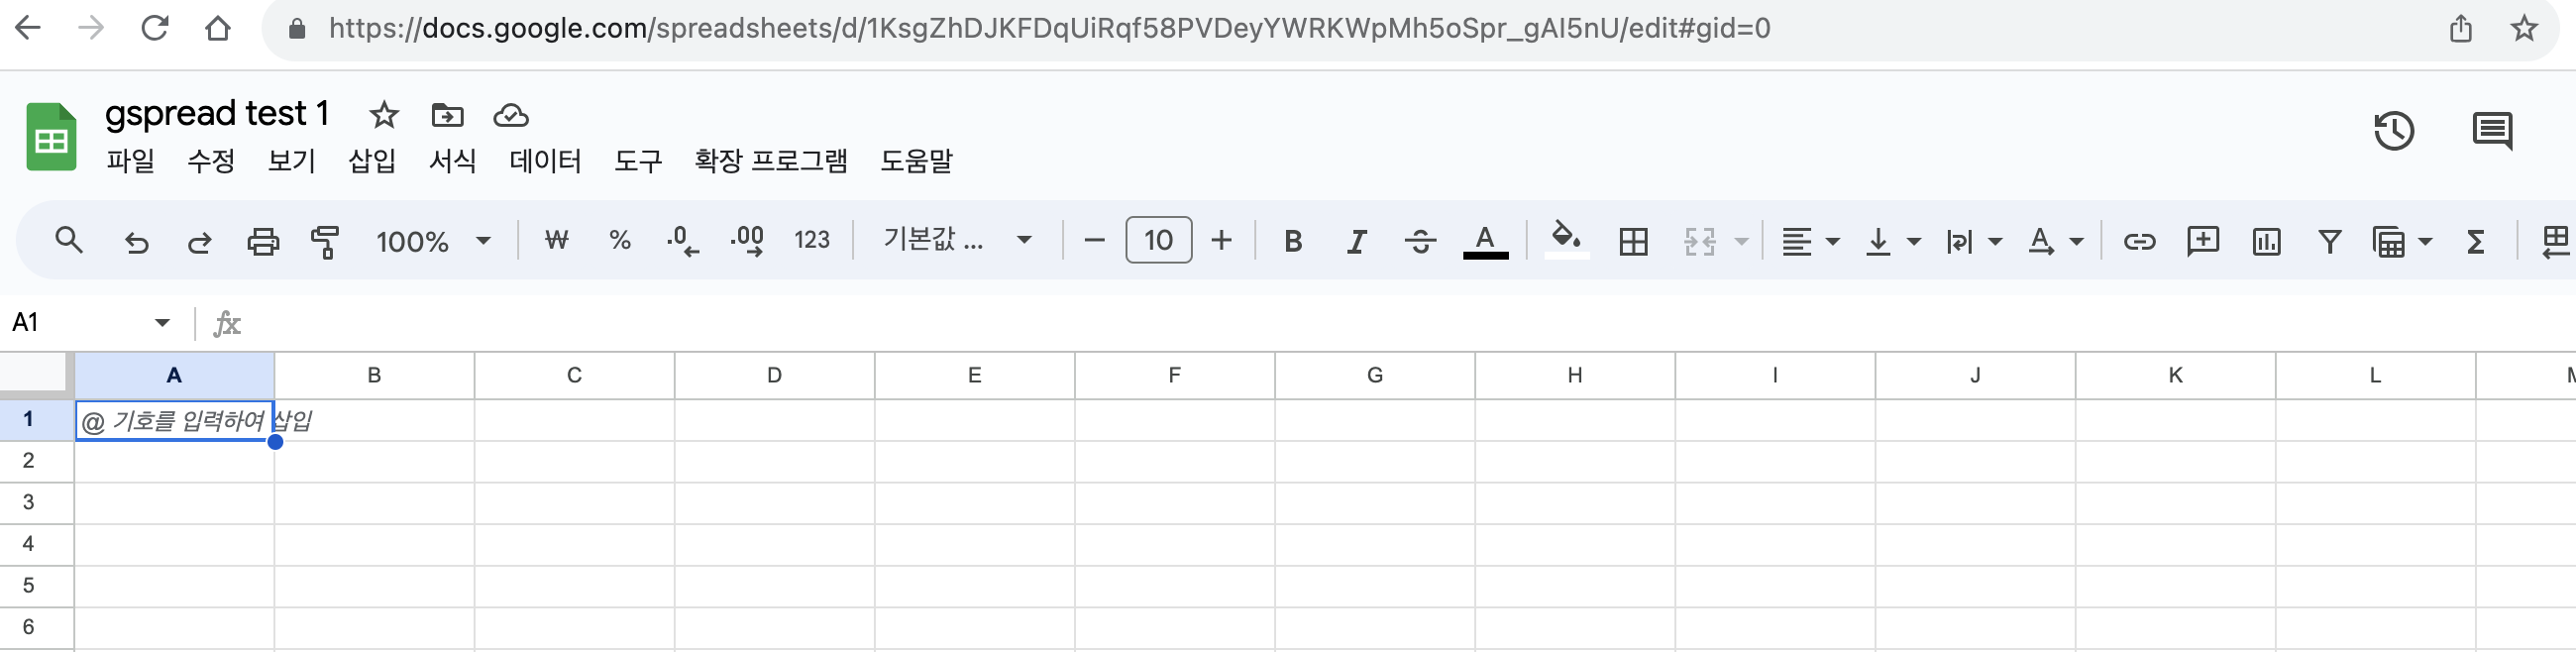 https://docs.google.com/spreadsheets/d/1KsgZhDJKFDqUiRqf58PVDeyYWRKWpMh5oSpr_gAI5nU/edit#gid=0
gspread test 1
파일 수정 보기 삽입 서식 데이터 도구 확장 프로그램 도움말
100% ₩ % .0 .00 123 기본값 ... 10 B I S A A Σ
A1 fx
A B C D E F G H I J K L
1 @ 기호를 입력하여 삽입
2
3
4
5
6